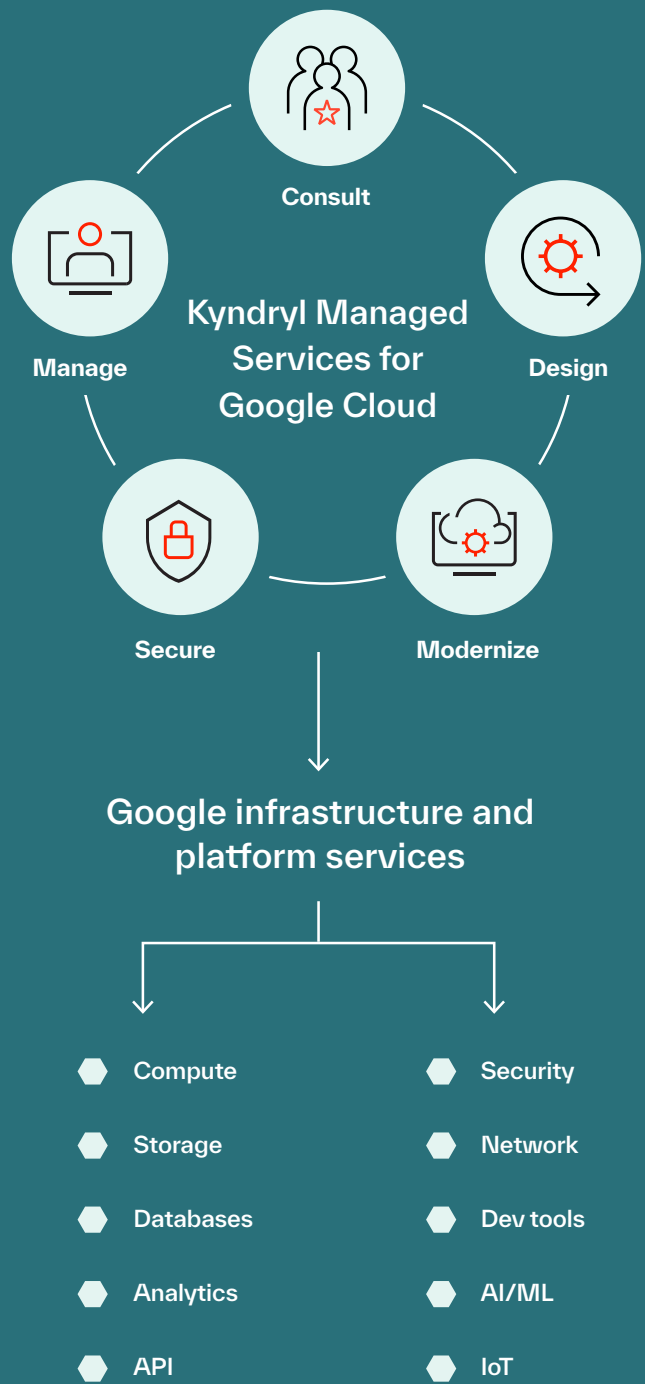 Consult
Manage
Design
Kyndryl Managed
Services for
Google Cloud
Secure
Modernize
Google infrastructure and
platform services
Compute
Storage
Databases
Analytics
API
Security
Network
Dev tools
AI/ML
IoT